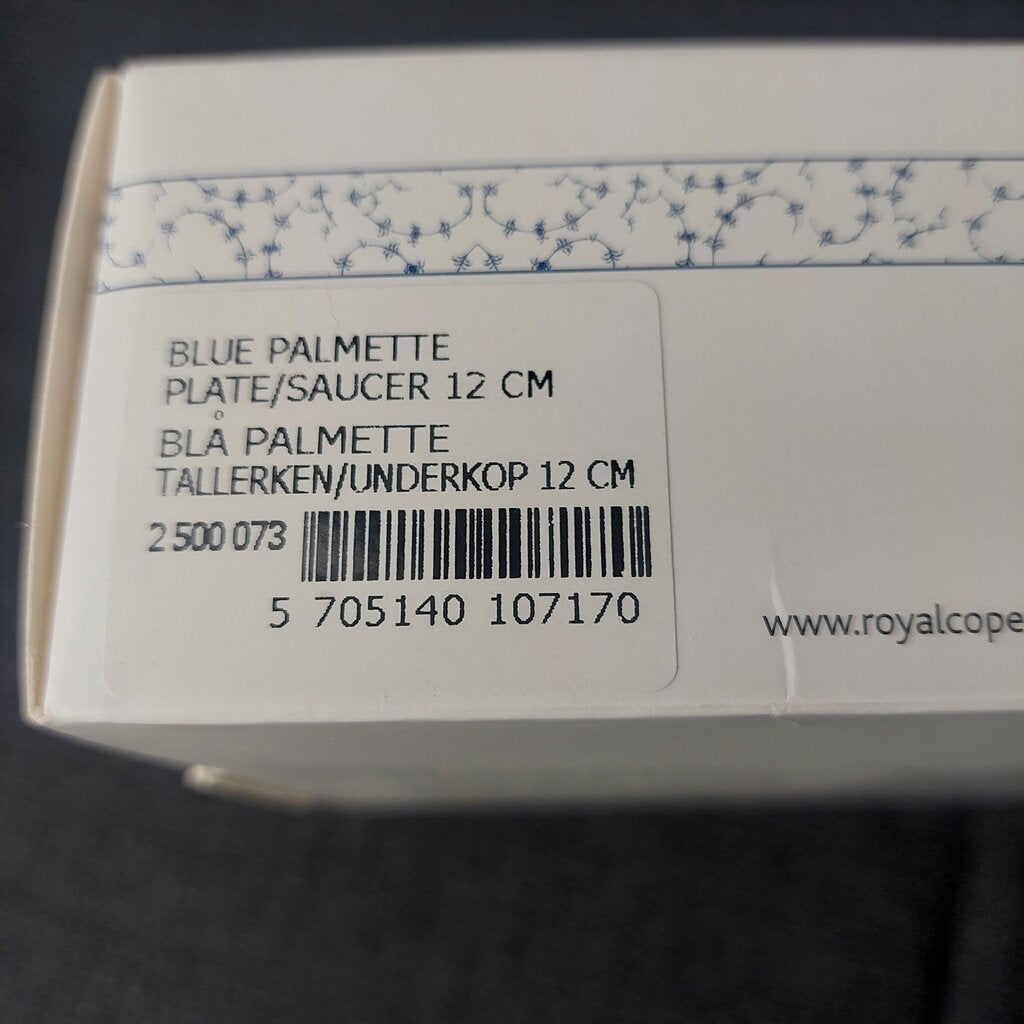 BLUE PALMETTE
PLATE/SAUCER 12 CM
BLÅ PALMETTE
TALLERKEN/UNDERKOP 12 CM
2 500 073
5 705140 107170
www.royalcope